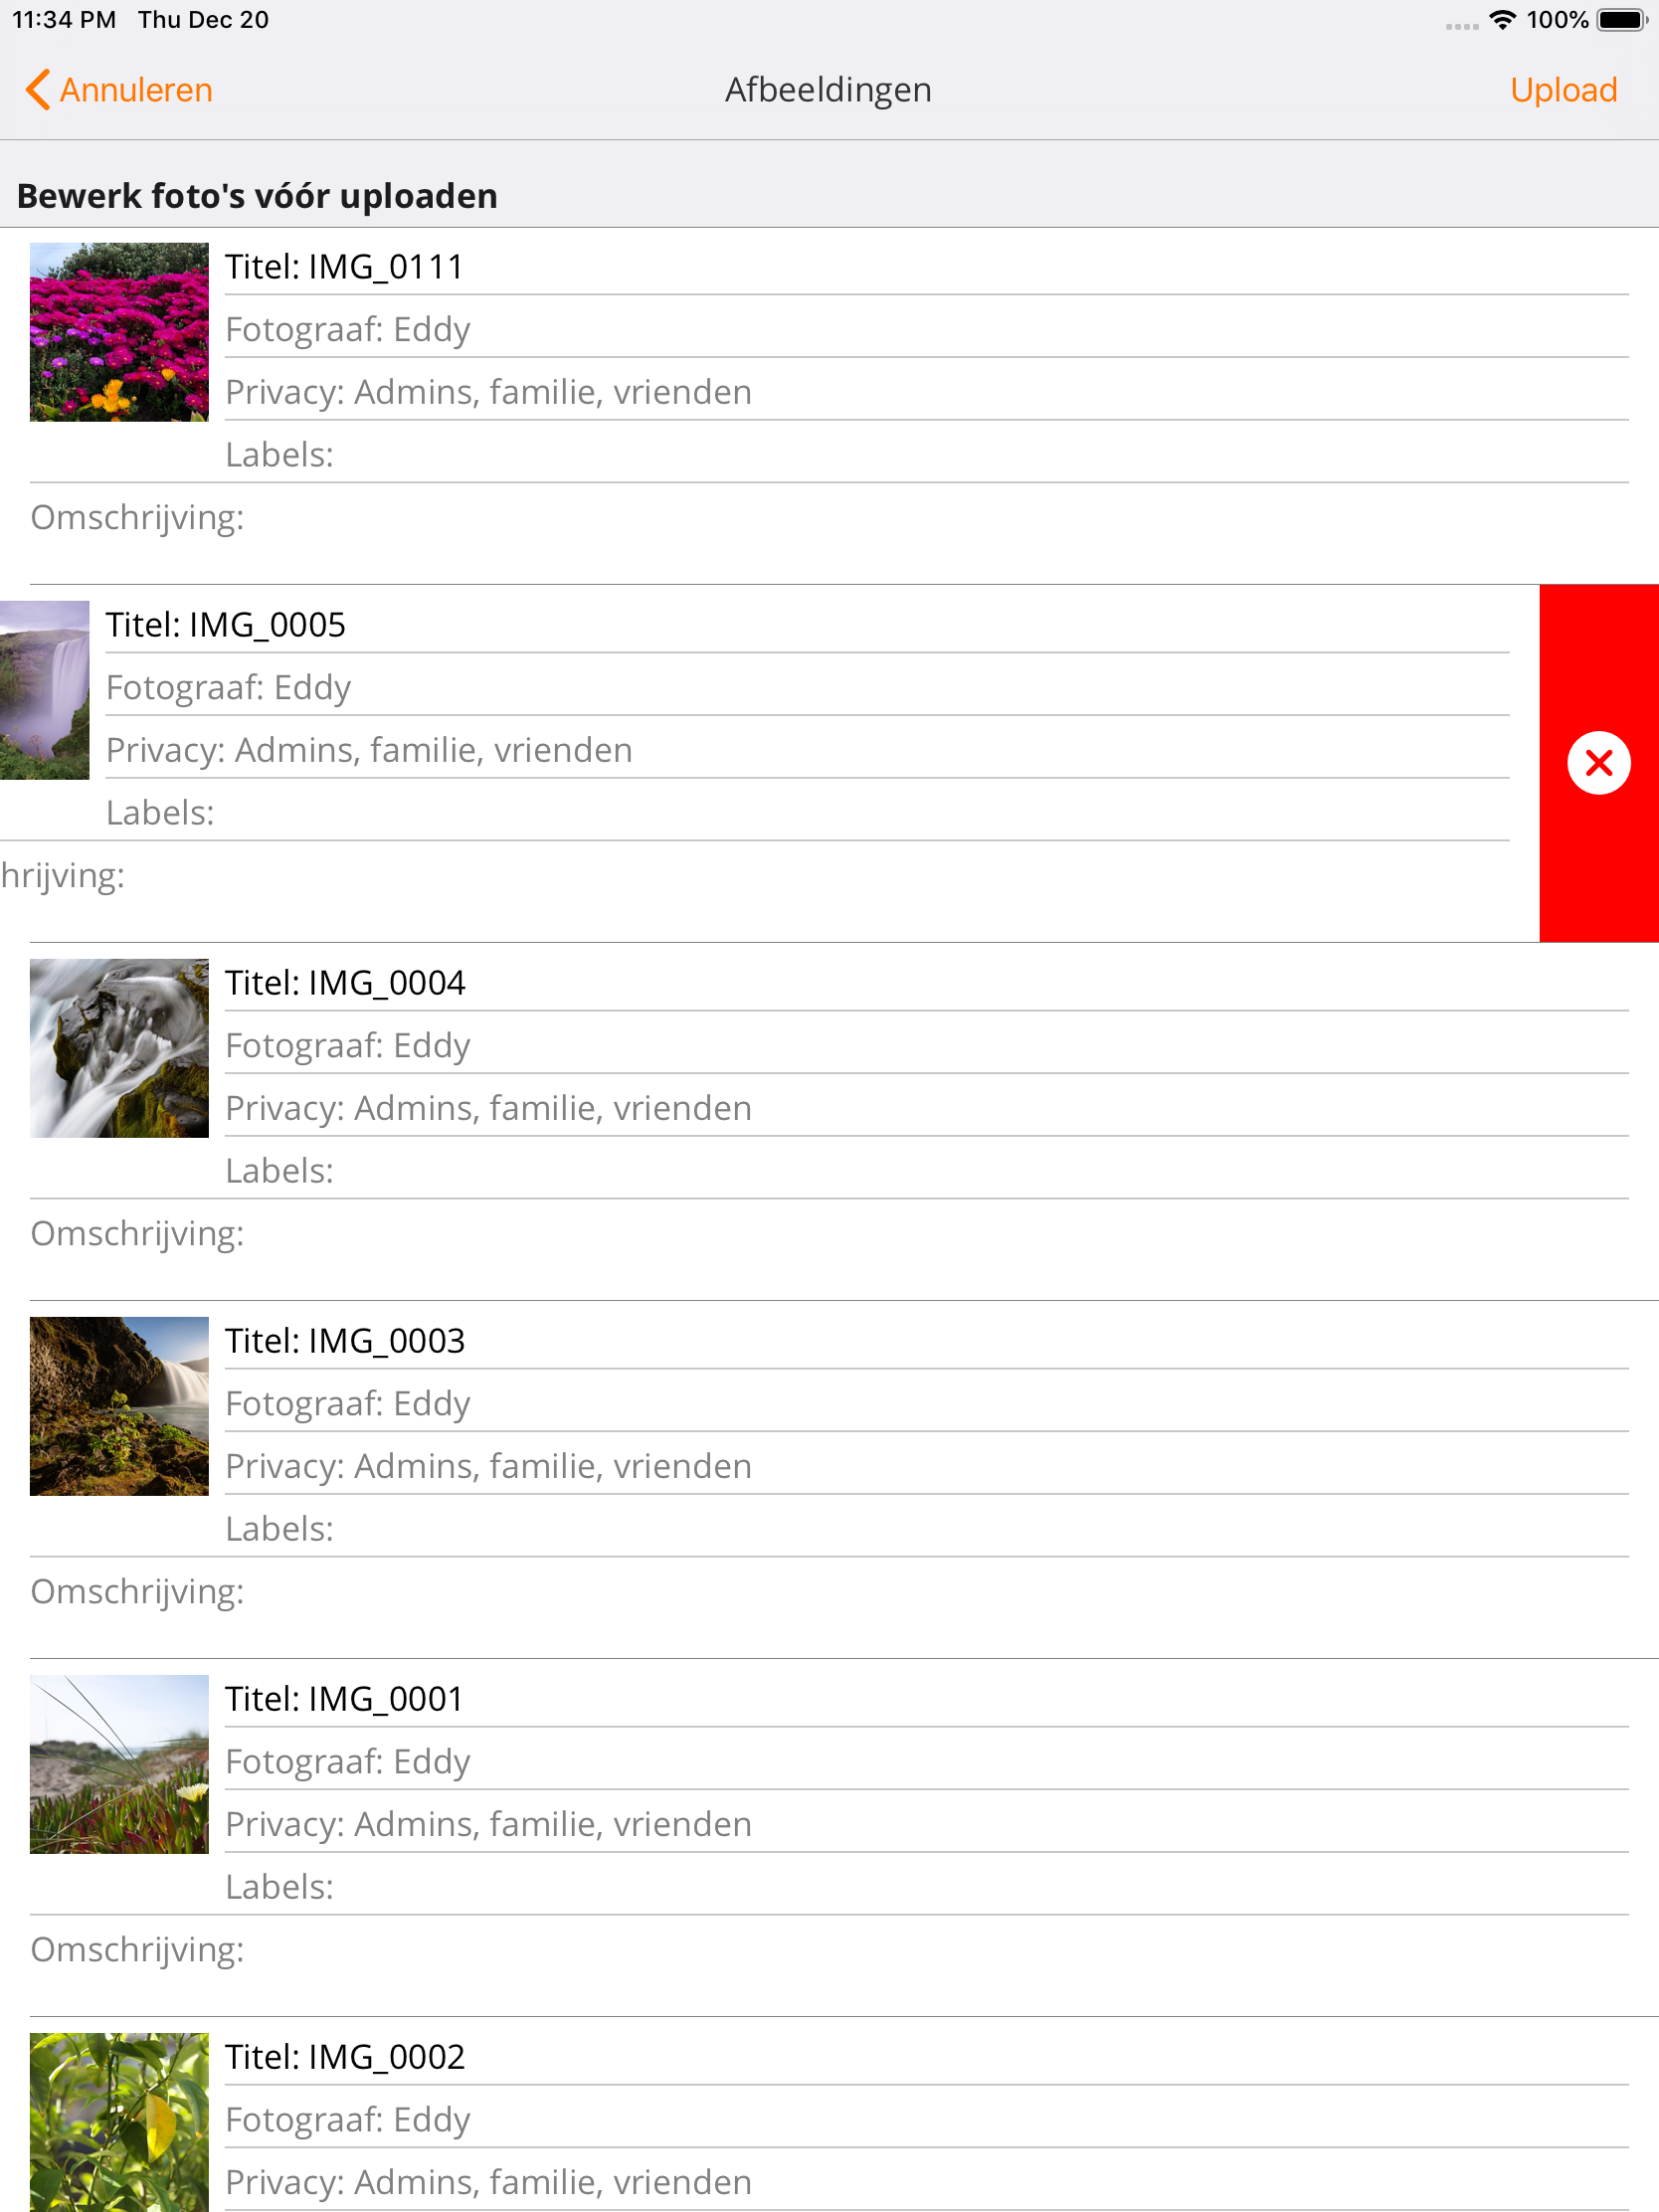 11:34 PM Thu Dec 20 100%
Annuleren Afbeeldingen Upload
Bewerk foto's vóór uploaden
Titel: IMG_0111
Fotograaf: Eddy
Privacy: Admins, familie, vrienden
Labels:
Omschrijving:
Titel: IMG_0005
Fotograaf: Eddy
Privacy: Admins, familie, vrienden
Labels:
hrijving:
Titel: IMG_0004
Fotograaf: Eddy
Privacy: Admins, familie, vrienden
Labels:
Omschrijving:
Titel: IMG_0003
Fotograaf: Eddy
Privacy: Admins, familie, vrienden
Labels:
Omschrijving:
Titel: IMG_0001
Fotograaf: Eddy
Privacy: Admins, familie, vrienden
Labels:
Omschrijving:
Titel: IMG_0002
Fotograaf: Eddy
Privacy: Admins, familie, vrienden